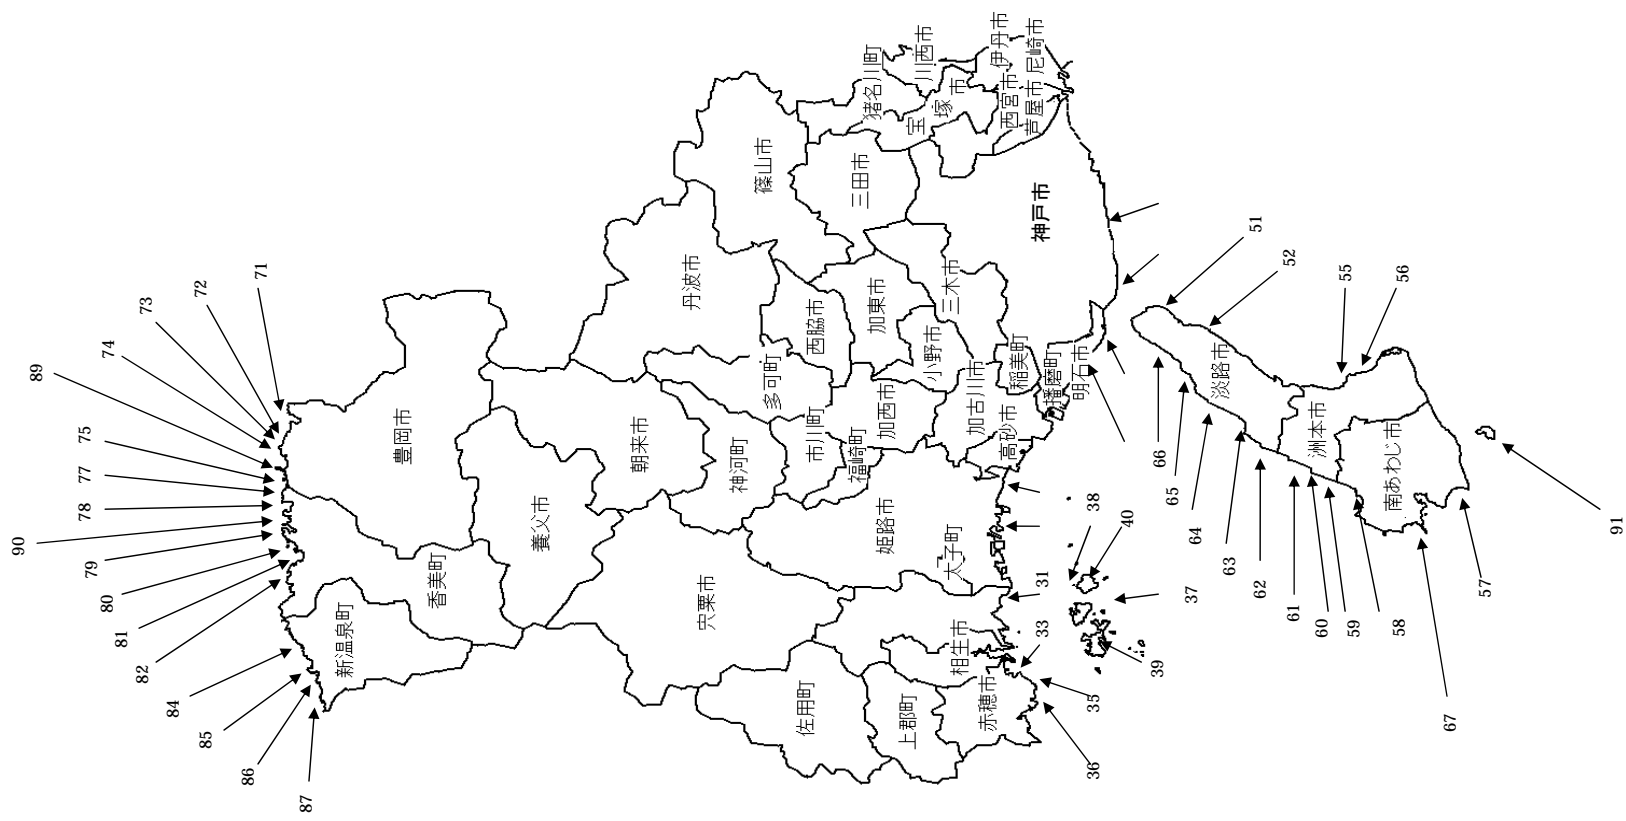 89
74
73
72
71
75
77
78
90
79
80
81
82
84
85
86
87
豊岡市
香美町
新温泉町
養父市
朝来市
丹波市
篠山市
多可町
神河町
宍粟市
西脇市
市川町
福崎町
加西市
加東市
三田市
猪名川町
川西市
宝塚市
伊丹市
尼崎市
西宮市
芦屋市
神戸市
三木市
小野市
加古川市
稲美町
播磨町
明石市
高砂市
姫路市
太子町
佐用町
上郡町
相生市
赤穂市
31
33
35
36
37
38
39
40
淡路市
洲本市
南あわじ市
51
52
55
56
57
58
59
60
61
62
63
64
65
66
67
91